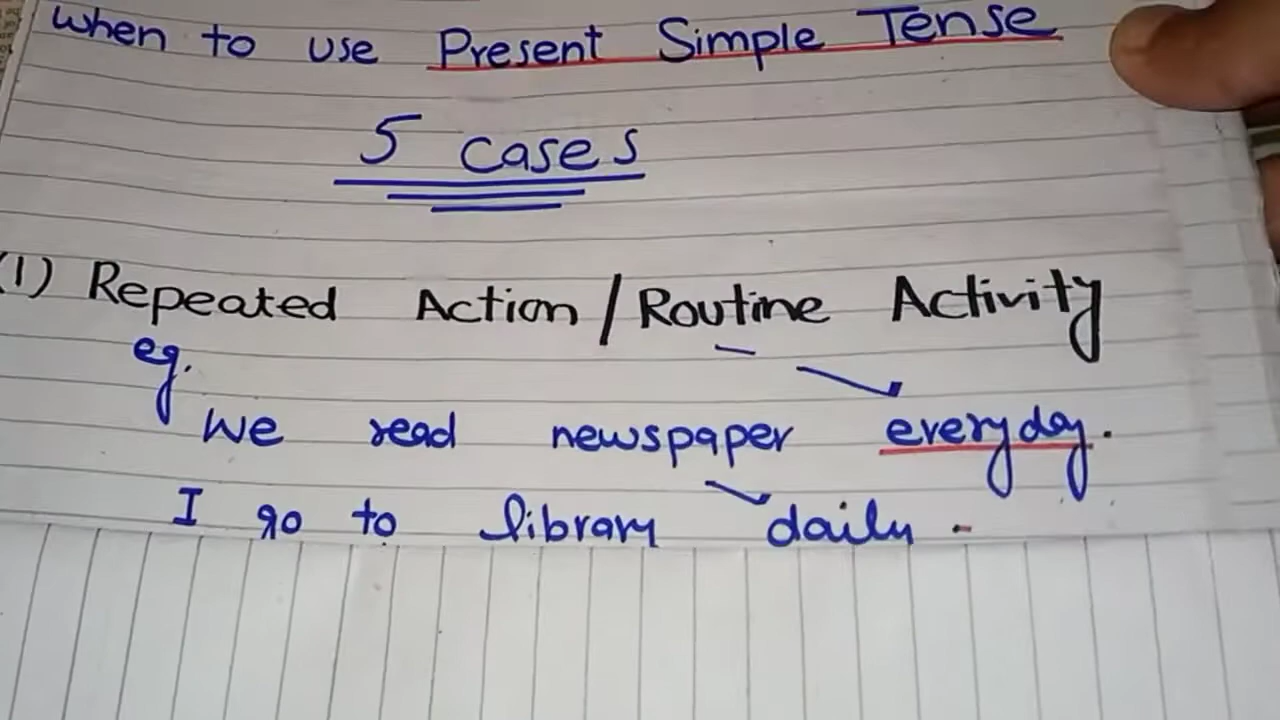 when to use Present Simple Tense
5 cases
(1) Repeated Action / Routine Activity
eg.
We read newspaper everyday.
I go to library daily.